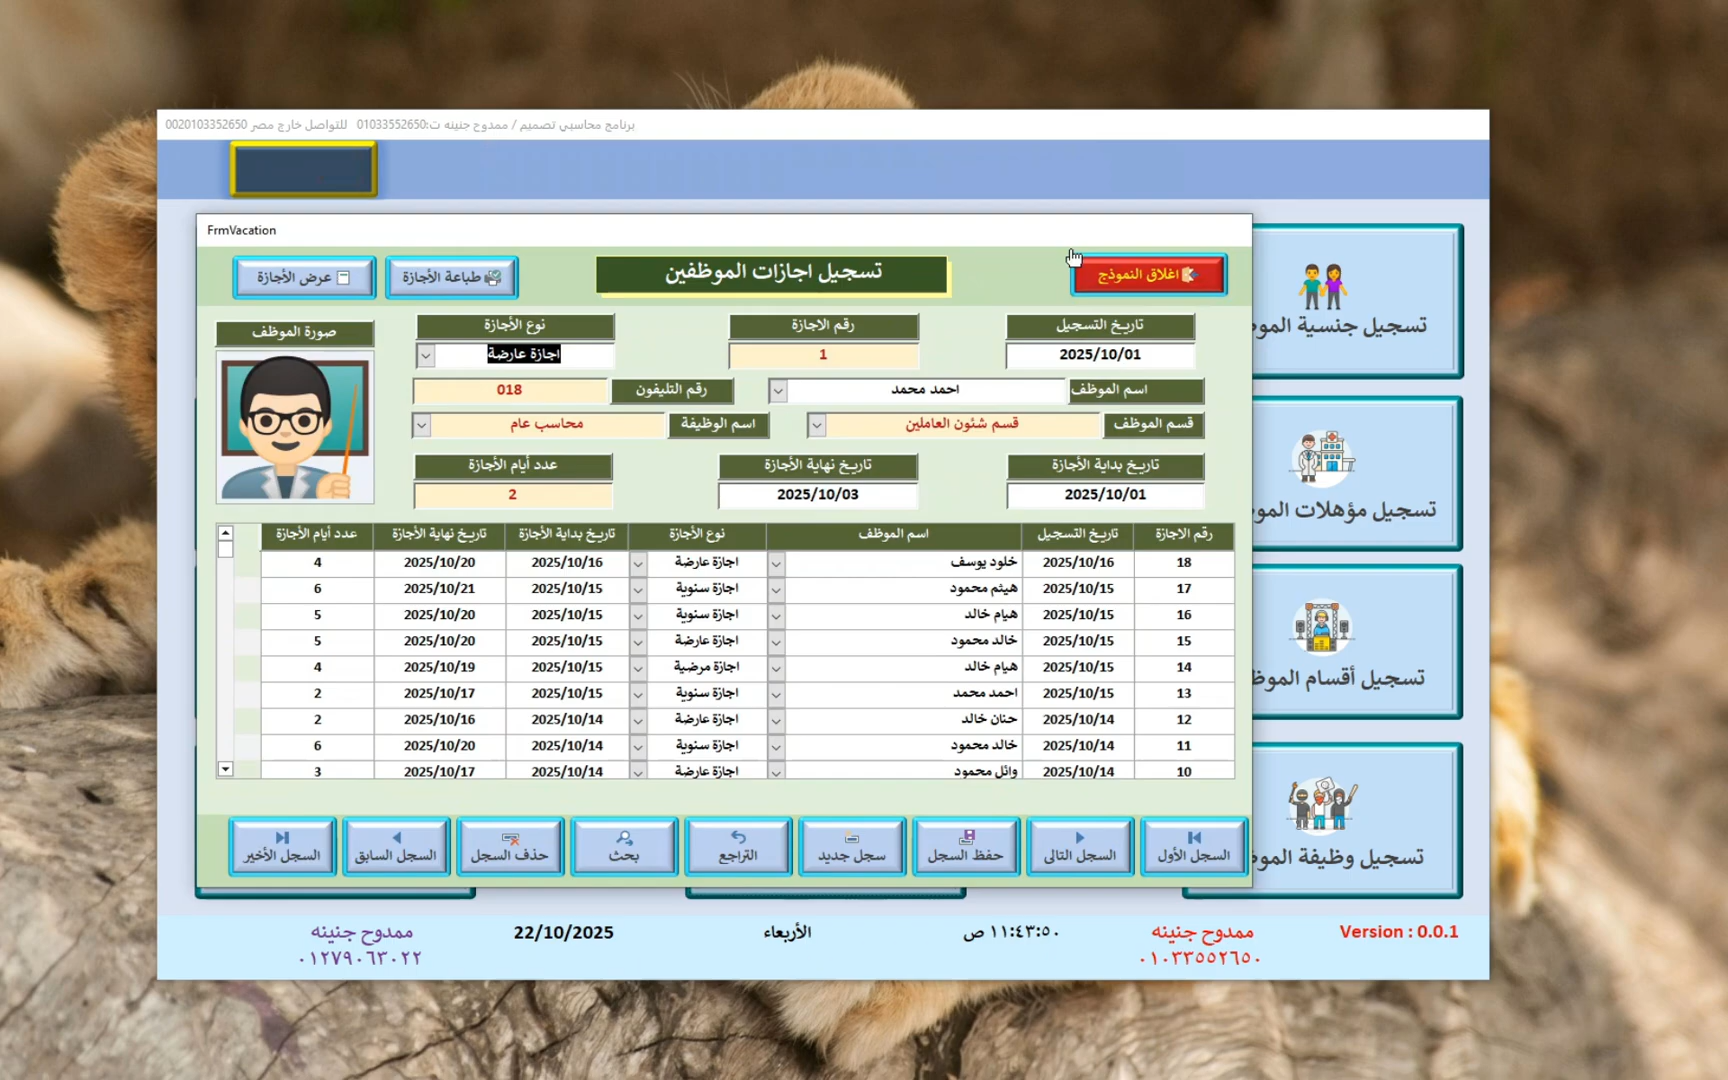 برنامج محاسبي تصميم / ممدوح جنينه ت:01033552650 للتواصل خارج مصر 0020103352650
FrmVacation
اغلاق النموذج
تسجيل اجازات الموظفين
طباعة الأجازة
عرض الأجازة
تاريخ التسجيل
رقم الاجازة
نوع الأجازة
صورة الموظف
2025/10/01
1
اجازة عارضة
اسم الموظف
احمد محمد
رقم التليفون
018
قسم الموظف
قسم شئون العاملين
اسم الوظيفة
محاسب عام
تاريخ بداية الأجازة
تاريخ نهاية الأجازة
عدد أيام الأجازة
2025/10/01
2025/10/03
2
رقم الاجازة تاريخ التسجيل اسم الموظف نوع الأجازة تاريخ بداية الأجازة تاريخ نهاية الأجازة عدد أيام الأجازة
18 2025/10/16 خلود يوسف اجازة عارضة 2025/10/16 2025/10/20 4
17 2025/10/15 هيثم محمود اجازة سنوية 2025/10/15 2025/10/21 6
16 2025/10/15 هيام خالد اجازة سنوية 2025/10/15 2025/10/20 5
15 2025/10/15 خالد محمود اجازة عارضة 2025/10/15 2025/10/20 5
14 2025/10/15 هيام خالد اجازة مرضية 2025/10/15 2025/10/19 4
13 2025/10/15 احمد محمد اجازة سنوية 2025/10/15 2025/10/17 2
12 2025/10/14 حنان خالد اجازة عارضة 2025/10/14 2025/10/16 2
11 2025/10/14 خالد محمود اجازة سنوية 2025/10/14 2025/10/20 6
10 2025/10/14 وائل محمود اجازة عارضة 2025/10/14 2025/10/17 3
السجل الأول
السجل التالى
حفظ السجل
سجل جديد
التراجع
بحث
حذف السجل
السجل السابق
السجل الأخير
تسجيل جنسية المو
تسجيل مؤهلات المو
تسجيل أقسام الموظ
تسجيل وظيفة المو
Version : 0.0.1
ممدوح جنينه
٠١٠٣٣٥٥٢٦٥٠
١١:٤٣:٥٠ ص
الأربعاء
22/10/2025
ممدوح جنينه
٠١٢٧٩٠٦٣٠٢٢